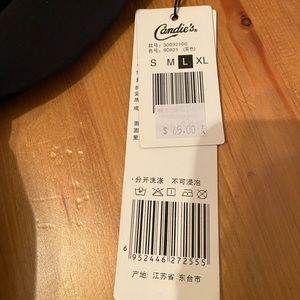 Candie's®
款号: 30092100
色号: 90821 (黑色)
S M L XL
$ 65.00
分开洗涤 不可浸泡
6 952446 272555
产地: 江苏省 东台市